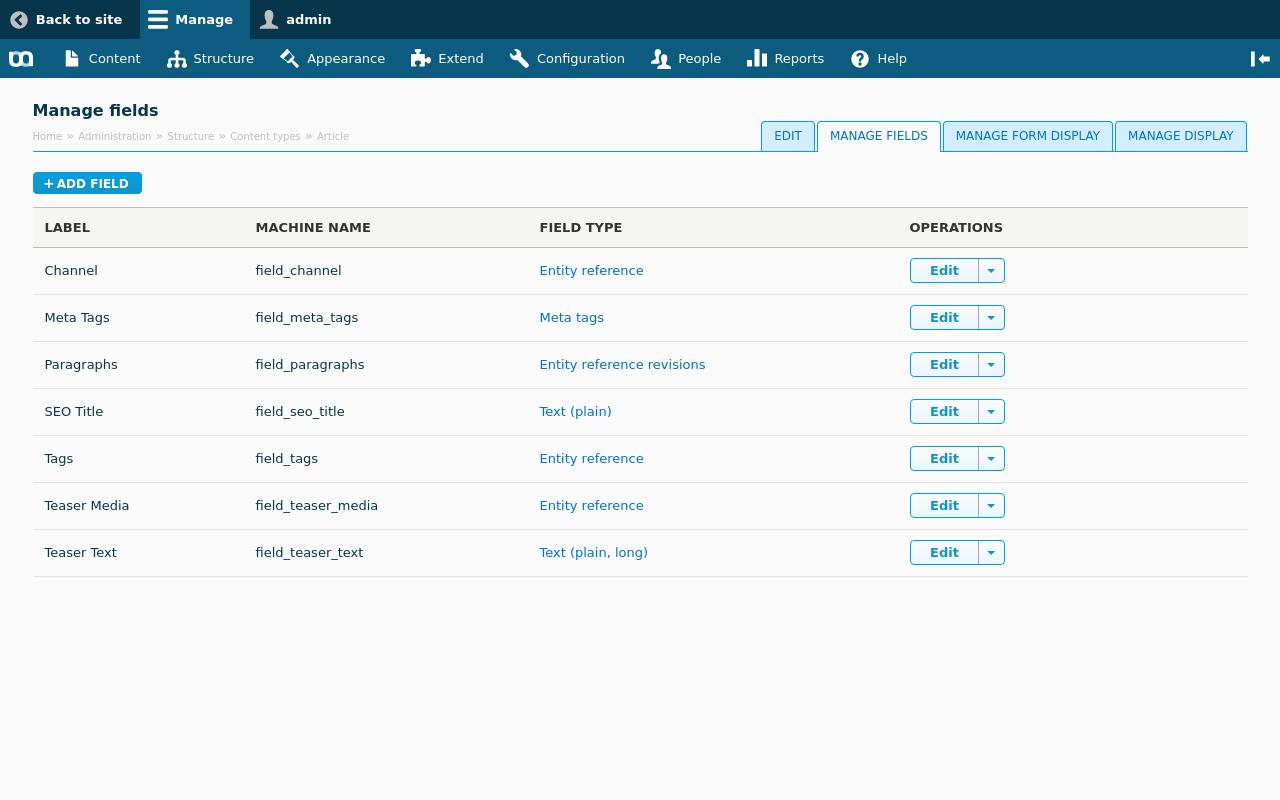 Back to site Manage admin
Content Structure Appearance Extend Configuration People Reports Help
Manage fields
Home » Administration » Structure » Content types » Article
EDIT MANAGE FIELDS MANAGE FORM DISPLAY MANAGE DISPLAY
+ ADD FIELD
LABEL MACHINE NAME FIELD TYPE OPERATIONS
Channel field_channel Entity reference Edit
Meta Tags field_meta_tags Meta tags Edit
Paragraphs field_paragraphs Entity reference revisions Edit
SEO Title field_seo_title Text (plain) Edit
Tags field_tags Entity reference Edit
Teaser Media field_teaser_media Entity reference Edit
Teaser Text field_teaser_text Text (plain, long) Edit